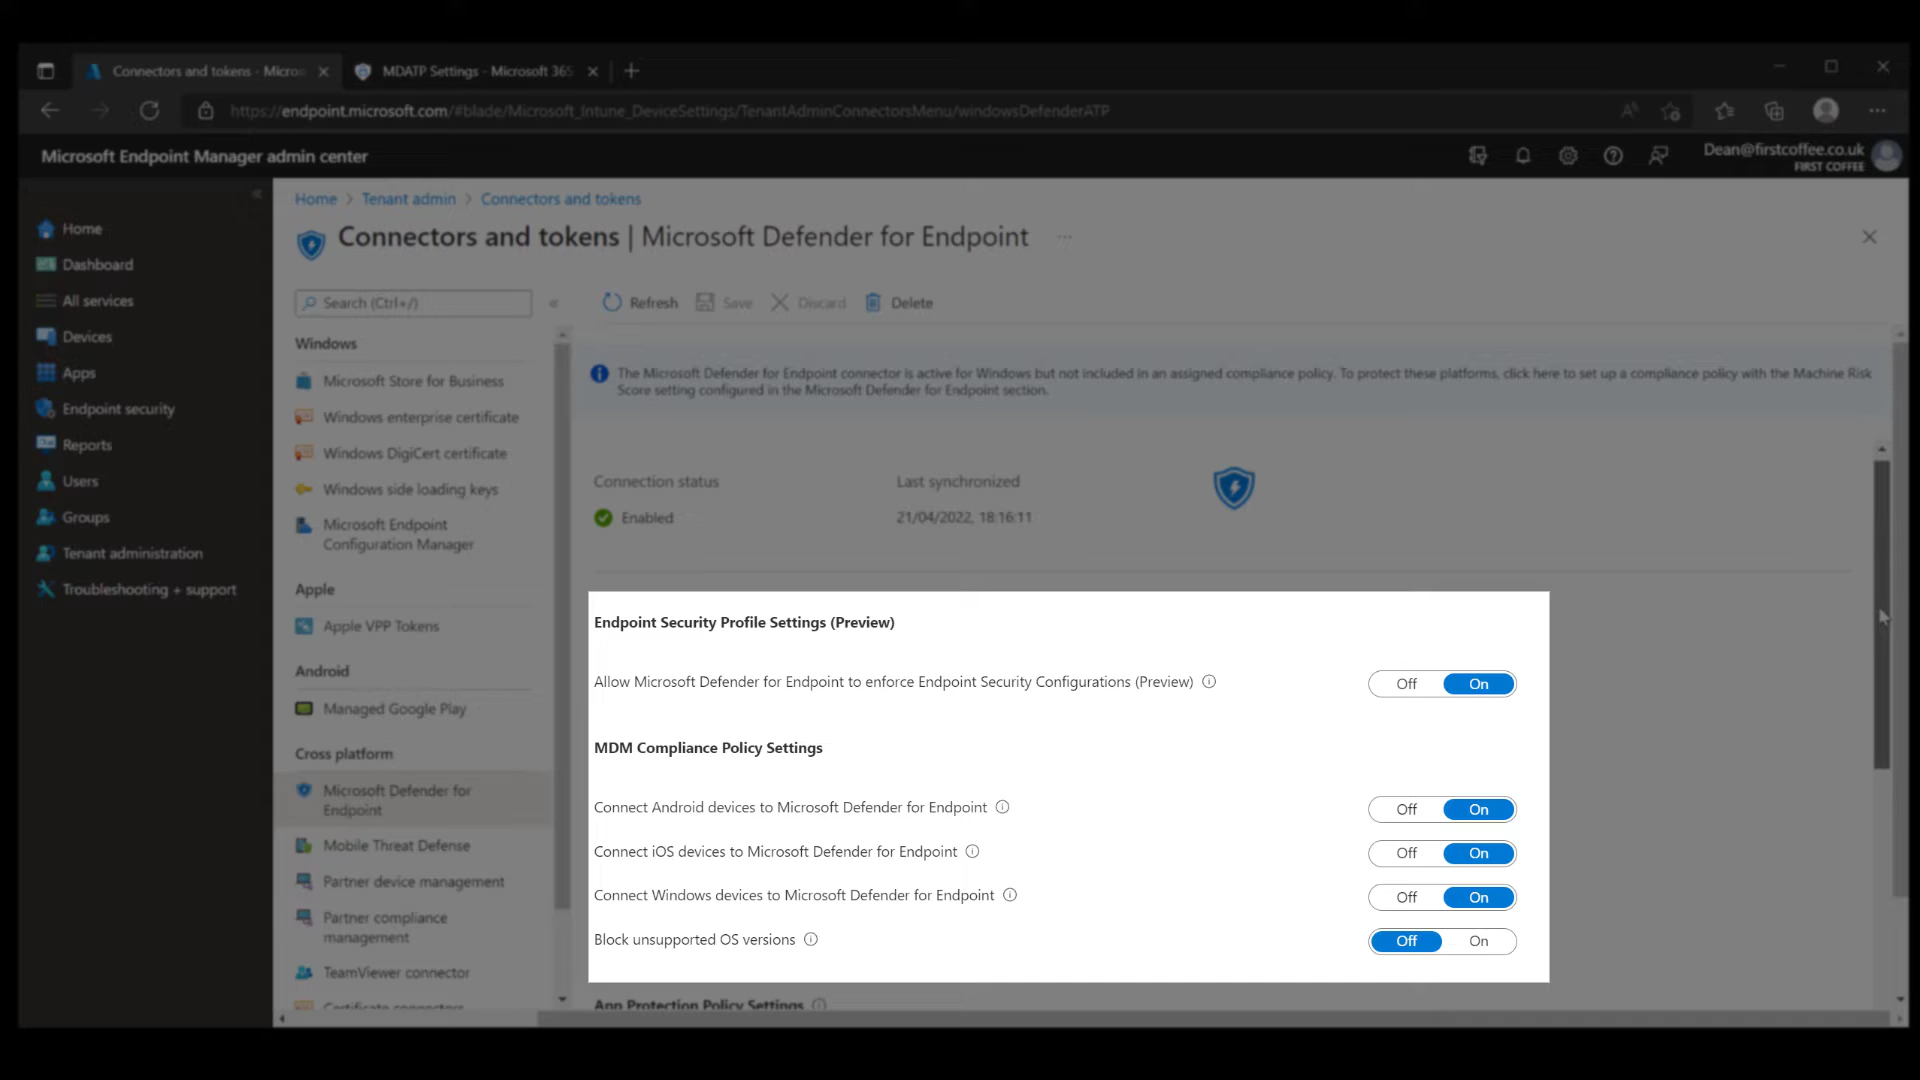 Connectors and tokens - Micros
MDATP Settings - Microsoft 365
https://endpoint.microsoft.com/#blade/Microsoft_Intune_DeviceSettings/TenantAdminConnectorsMenu/windowsDefenderATP
Microsoft Endpoint Manager admin center
Dean@firstcoffee.co.uk
FIRST COFFEE
Home
Dashboard
All services
Devices
Apps
Endpoint security
Reports
Users
Groups
Tenant administration
Troubleshooting + support
Home > Tenant admin > Connectors and tokens
Connectors and tokens | Microsoft Defender for Endpoint ...
Search (Ctrl+/)
Windows
Microsoft Store for Business
Windows enterprise certificate
Windows DigiCert certificate
Windows side loading keys
Microsoft Endpoint
Configuration Manager
Apple
Apple VPP Tokens
Android
Managed Google Play
Cross platform
Microsoft Defender for
Endpoint
Mobile Threat Defense
Partner device management
Partner compliance
management
TeamViewer connector
Certificate connectors
Refresh Save Discard Delete
The Microsoft Defender for Endpoint connector is active for Windows but not included in an assigned compliance policy. To protect these platforms, click here to set up a compliance policy with the Machine Risk
Score setting configured in the Microsoft Defender for Endpoint section.
Connection status
Enabled
Last synchronized
21/04/2022, 18:16:11
Endpoint Security Profile Settings (Preview)
Allow Microsoft Defender for Endpoint to enforce Endpoint Security Configurations (Preview) Off On
MDM Compliance Policy Settings
Connect Android devices to Microsoft Defender for Endpoint Off On
Connect iOS devices to Microsoft Defender for Endpoint Off On
Connect Windows devices to Microsoft Defender for Endpoint Off On
Block unsupported OS versions Off On
App Protection Policy Settings